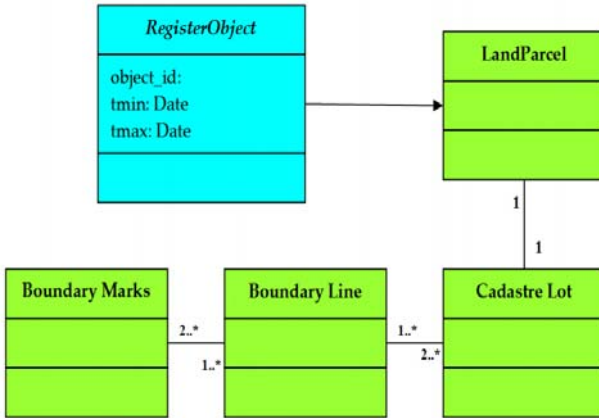 RegisterObject
object_id:
tmin: Date
tmax: Date
LandParcel
1
1
Boundary Marks
2..*
1..*
Boundary Line
1..*
2..*
Cadastre Lot